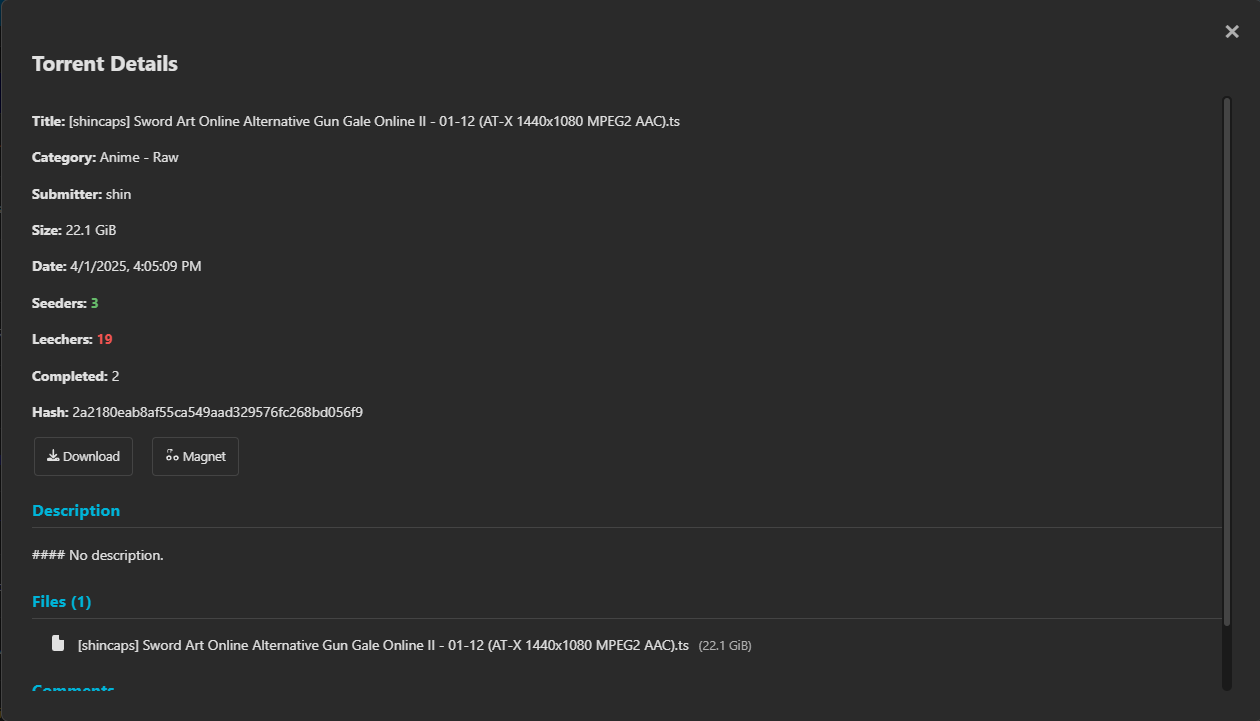 Torrent Details
Title: [shincaps] Sword Art Online Alternative Gun Gale Online II - 01-12 (AT-X 1440x1080 MPEG2 AAC).ts
Category: Anime - Raw
Submitter: shin
Size: 22.1 GiB
Date: 4/1/2025, 4:05:09 PM
Seeders: 3
Leechers: 19
Completed: 2
Hash: 2a2180eab8af55ca549aad329576fc268bd056f9
Download Magnet
Description
#### No description.
Files (1)
[shincaps] Sword Art Online Alternative Gun Gale Online II - 01-12 (AT-X 1440x1080 MPEG2 AAC).ts (22.1 GiB)
Comments